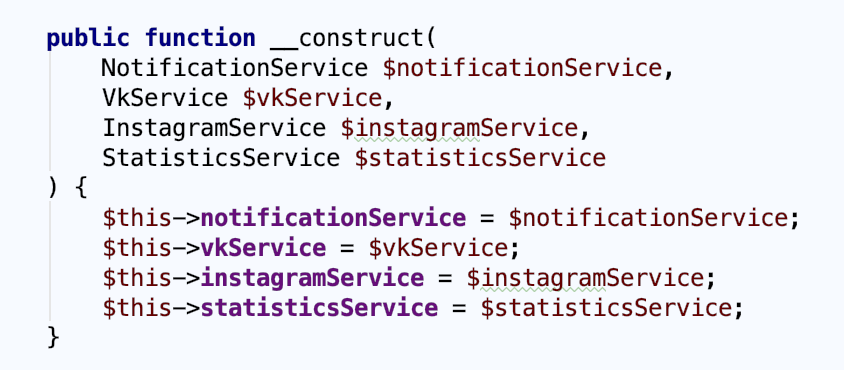 public function __construct(
    NotificationService $notificationService,
    VkService $vkService,
    InstagramService $instagramService,
    StatisticsService $statisticsService
) {
    $this->notificationService = $notificationService;
    $this->vkService = $vkService;
    $this->instagramService = $instagramService;
    $this->statisticsService = $statisticsService;
}